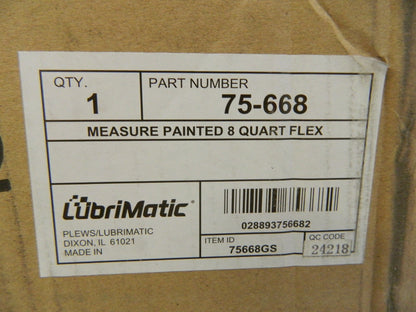 QTY.
1
PART NUMBER
75-668
MEASURE PAINTED 8 QUART FLEX
LUbriMatic®
PLEWS/LUBRIMATIC
DIXON, IL 61021
MADE IN
028893756682
ITEM ID
75668GS
QC CODE
24218